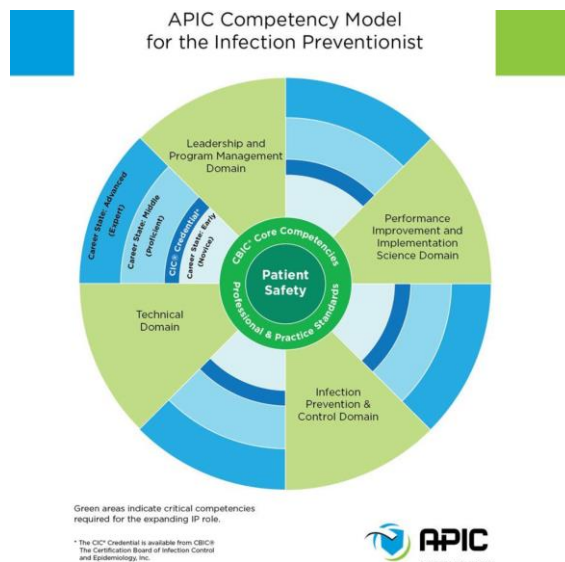 APIC Competency Model
for the Infection Preventionist
Leadership and
Program Management
Domain
Career State: Advanced
(Expert)
Career State: Middle
(Proficient)
CIC® Credential*
Career State: Early
(Novice)
Performance
Improvement and
Implementation
Science Domain
CBIC® Core Competencies
Patient
Safety
Professional & Practice Standards
Technical
Domain
Infection
Prevention &
Control Domain
Green areas indicate critical competencies
required for the expanding IP role.
* The CIC® Credential is available from CBIC®
The Certification Board of Infection Control
and Epidemiology, Inc.
APIC